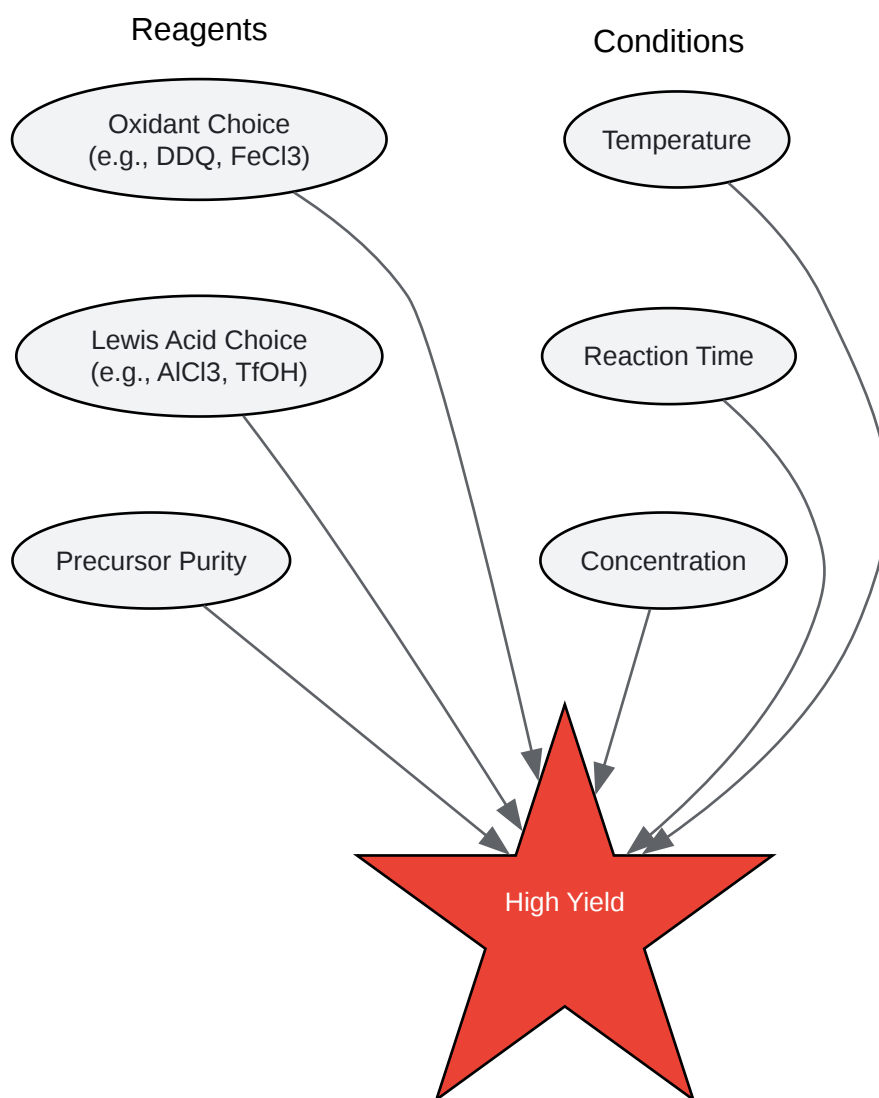 Reagents
Oxidant Choice
(e.g., DDQ, FeCl3)
Lewis Acid Choice
(e.g., AlCl3, TfOH)
Precursor Purity
Conditions
Temperature
Reaction Time
Concentration
High Yield